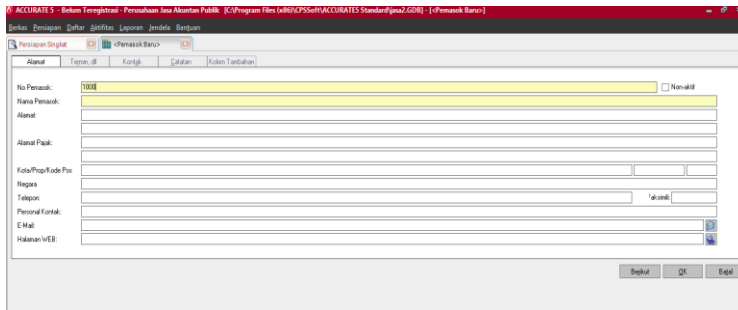 ACCURATE 5 - Belum Teregistrasi - Perusahaan Jasa Akuntan Publik [C:\Program Files (x86)\CPSSoft\ACCURATE5 Standard\jasa2.GDB] - [<Pemasok Baru>]
Berkas Persiapan Daftar Aktifitas Laporan Jendela Bantuan
Persiapan Singkat <Pemasok Baru>
Alamat Termin, dll Kontak Catatan Kolom Tambahan
No Pemasok: 1000 Non-aktif
Nama Pemasok:
Alamat
Alamat Pajak:
Kota/Prop/Kode Pos
Negara
Telepon: Faksimili:
Personal Kontak:
E-Mail:
Halaman WEB:
Berikut OK Batal